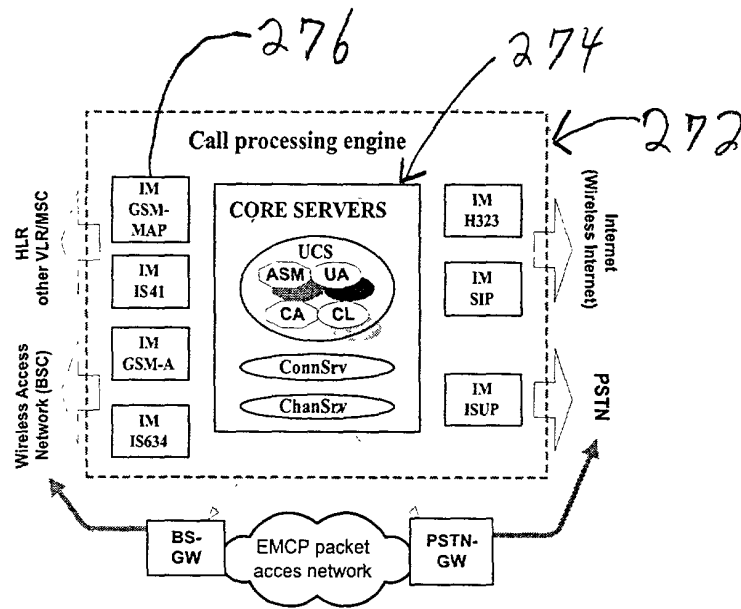 276
274
272
Call processing engine
IM
GSM-
MAP
IM
IS41
IM
GSM-A
IM
IS634
CORE SERVERS
UCS
ASM UA
CA CL
ConnSrv
ChanSrv
IM
H323
IM
SIP
IM
ISUP
HLR
other VLR/MSC
Wireless Access
Network (BSC)
Internet
(Wireless Internet)
PSTN
BS-
GW
EMCP packet
acces network
PSTN-
GW